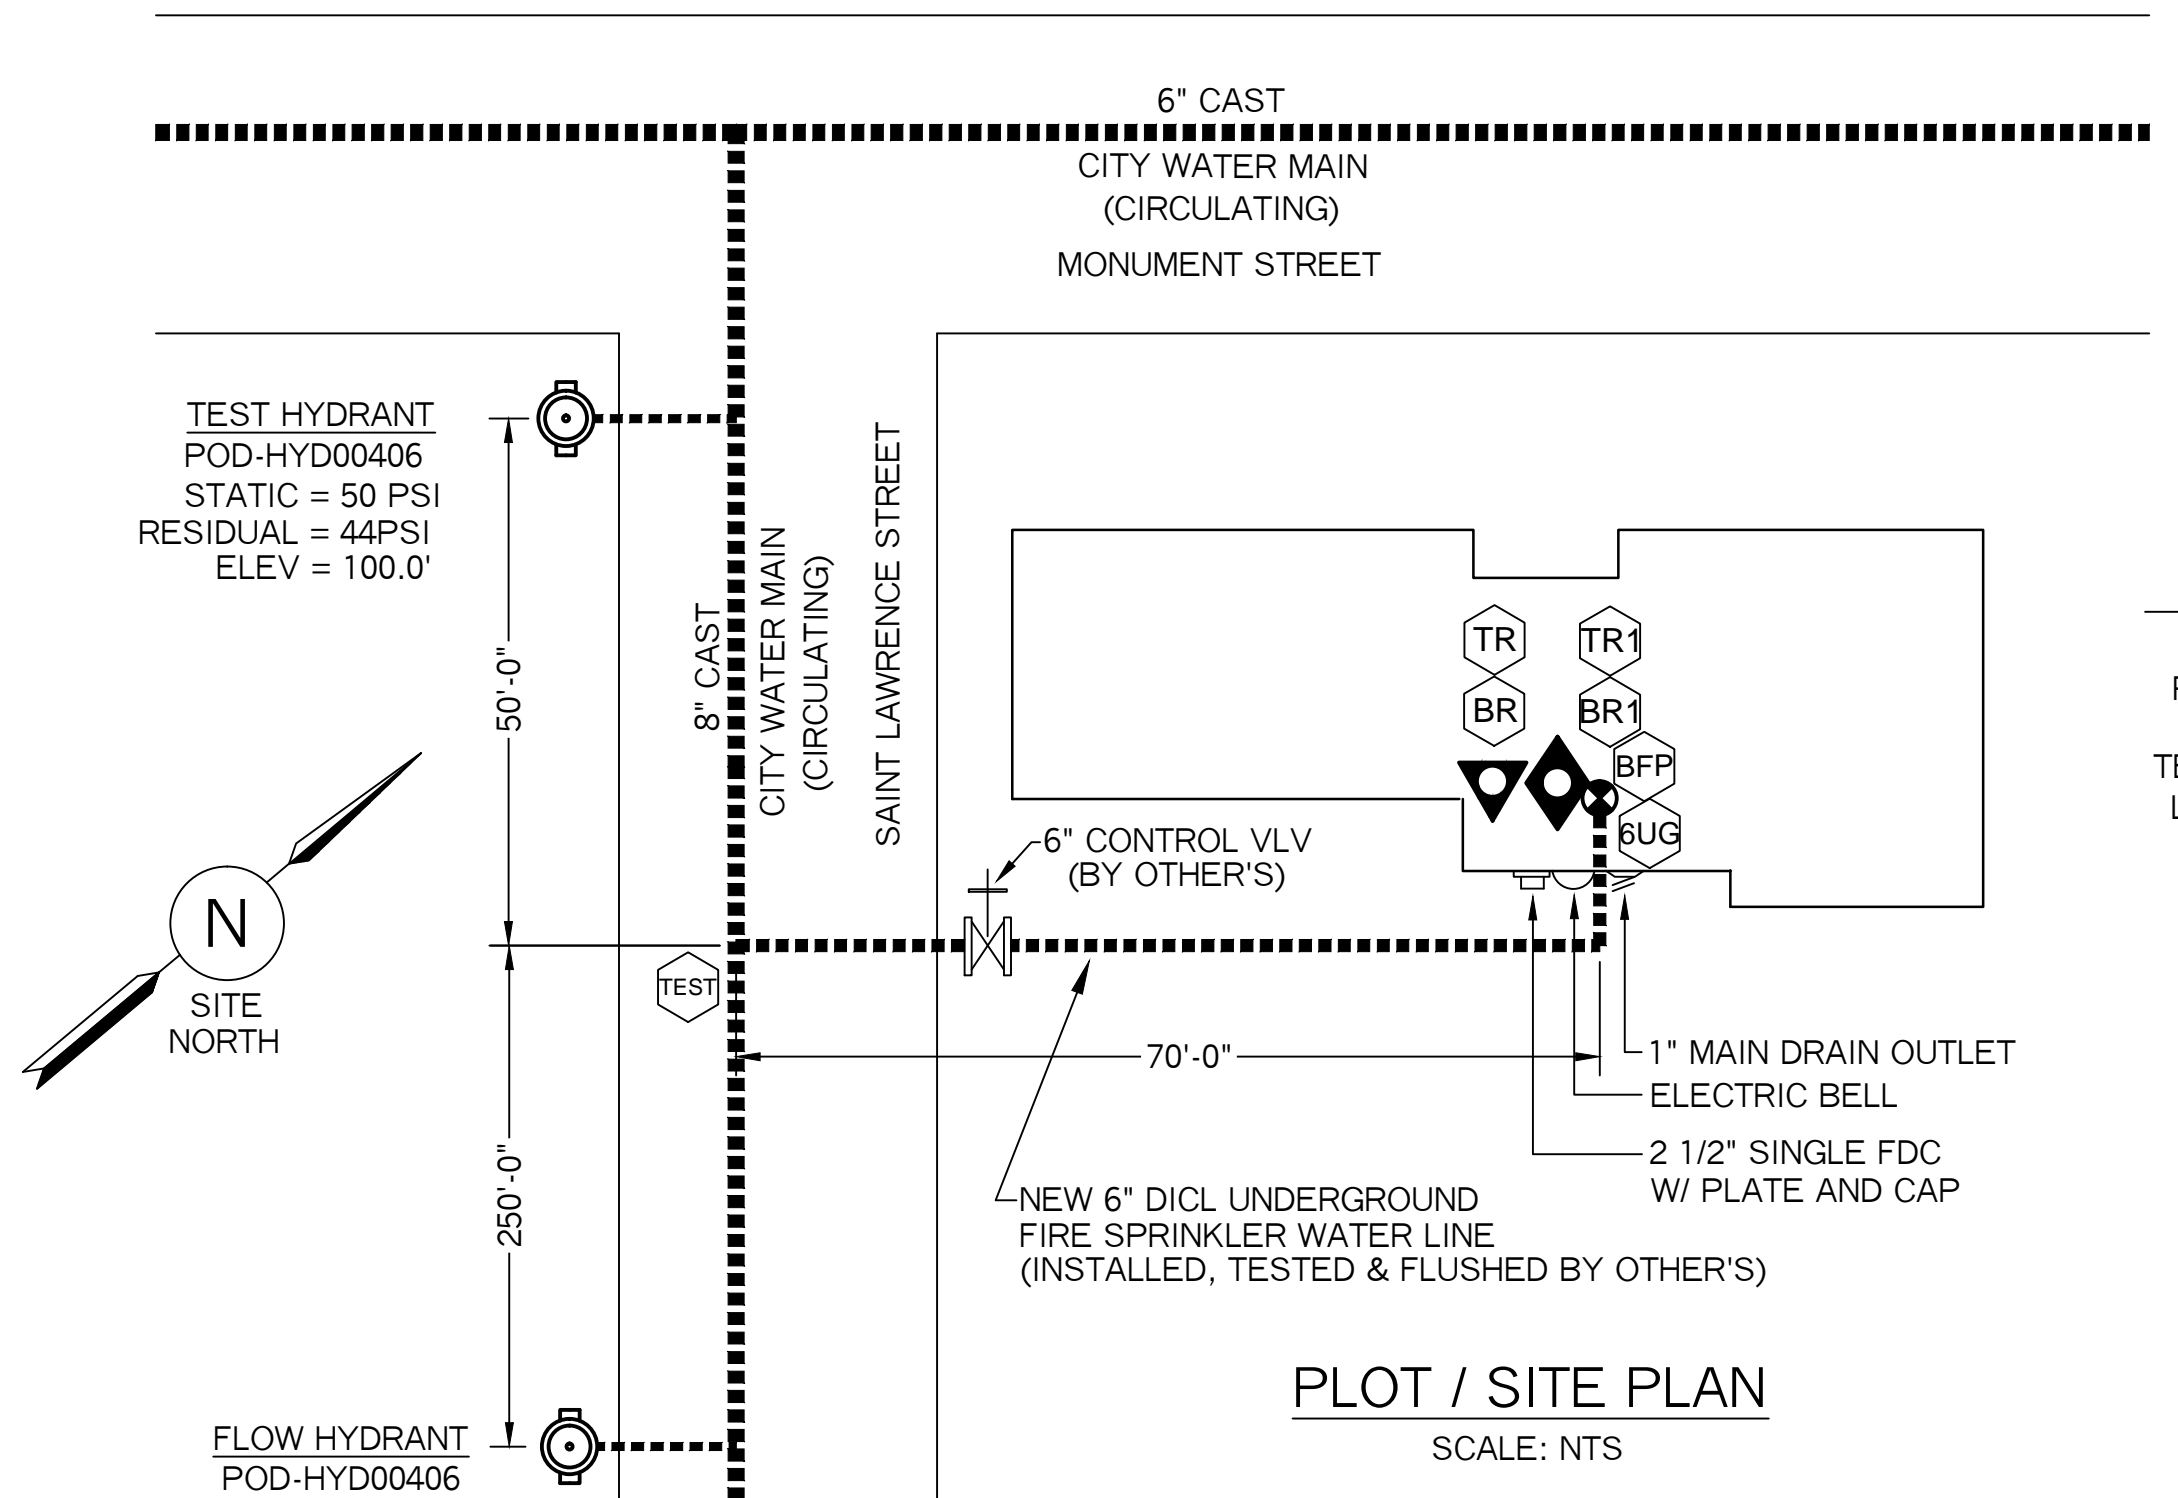 6" CAST
CITY WATER MAIN
(CIRCULATING)
MONUMENT STREET
TEST HYDRANT
POD-HYD00406
STATIC = 50 PSI
RESIDUAL = 44PSI
ELEV = 100.0'
50'-0"
8" CAST
CITY WATER MAIN
(CIRCULATING)
SAINT LAWRENCE STREET
TR
TR1
BR
BR1
BFP
6UG
6" CONTROL VLV
(BY OTHER'S)
N
SITE
NORTH
TEST
70'-0"
1" MAIN DRAIN OUTLET
ELECTRIC BELL
2 1/2" SINGLE FDC
W/ PLATE AND CAP
250'-0"
NEW 6" DICL UNDERGROUND
FIRE SPRINKLER WATER LINE
(INSTALLED, TESTED & FLUSHED BY OTHER'S)
PLOT / SITE PLAN
SCALE: NTS
FLOW HYDRANT
POD-HYD00406